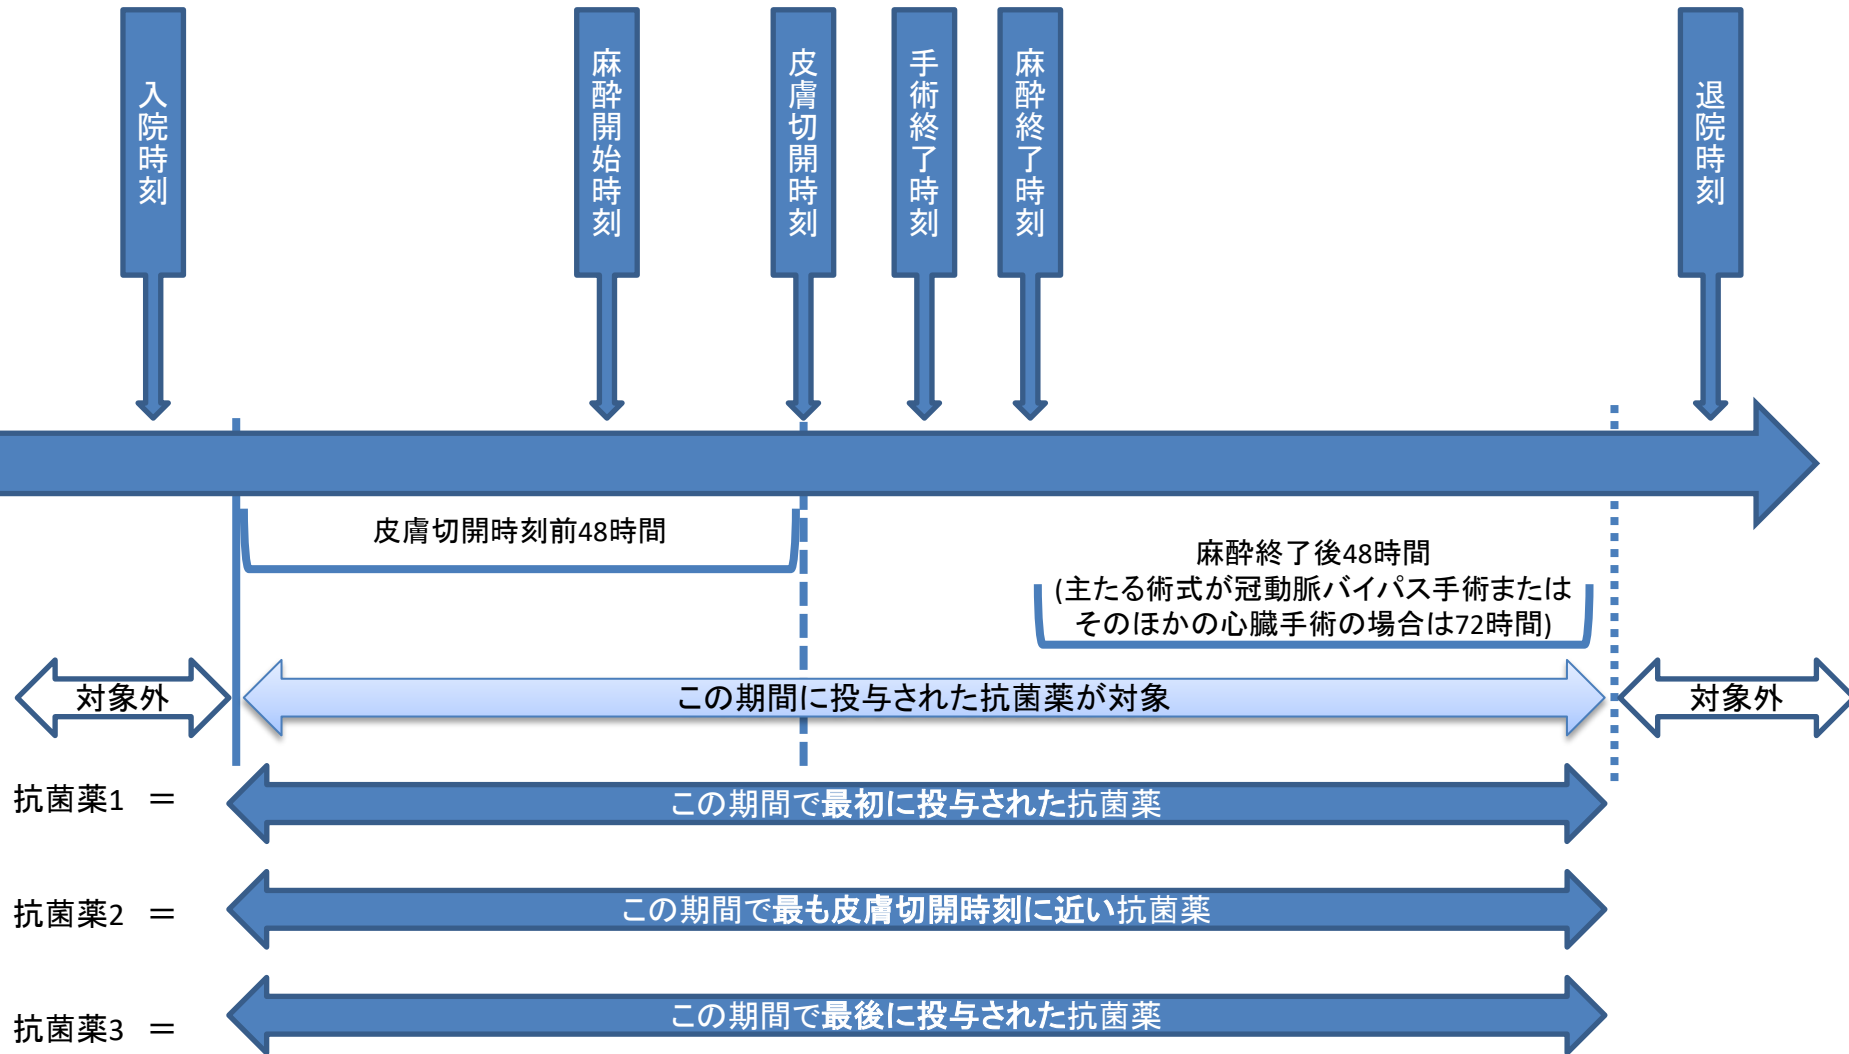 入院時刻
麻酔開始時刻
皮膚切開時刻
手術終了時刻
麻酔終了時刻
退院時刻
皮膚切開時刻前48時間
麻酔終了後48時間
(主たる術式が冠動脈バイパス手術または
そのほかの心臓手術の場合は72時間)
対象外
この期間に投与された抗菌薬が対象
対象外
抗菌薬1 ＝
この期間で最初に投与された抗菌薬
抗菌薬2 ＝
この期間で最も皮膚切開時刻に近い抗菌薬
抗菌薬3 ＝
この期間で最後に投与された抗菌薬